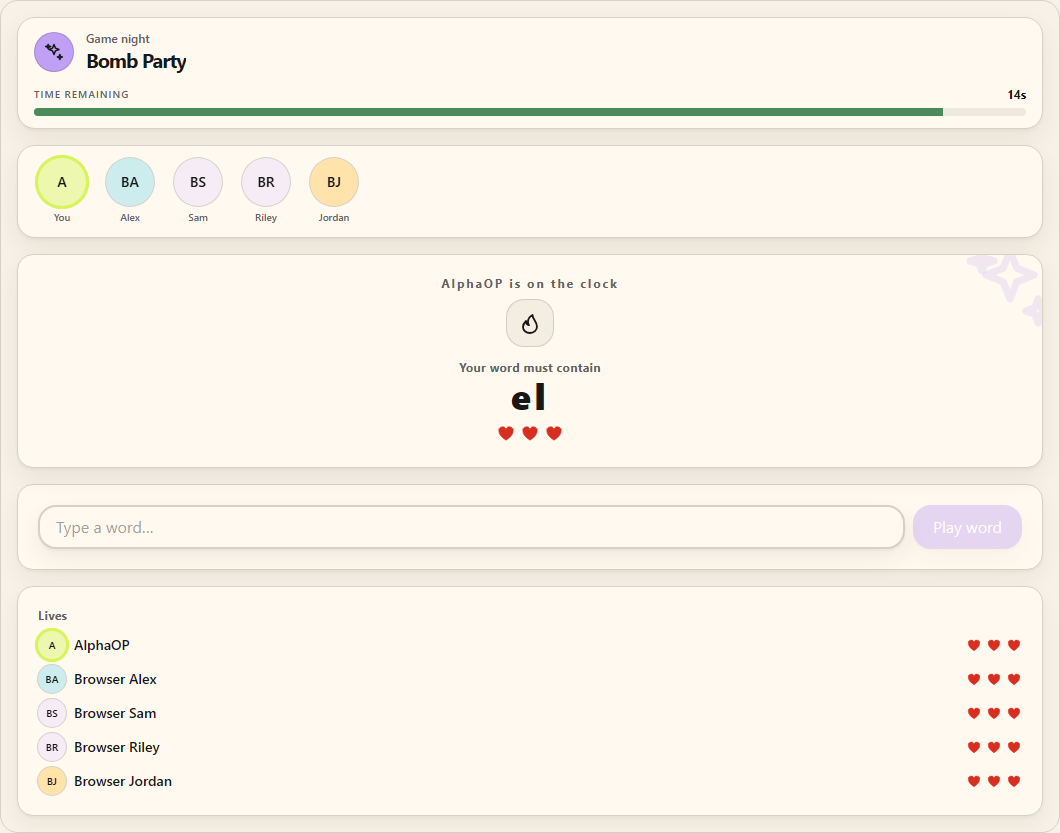 Game night
Bomb Party
TIME REMAINING 14s
A BA BS BR BJ
You Alex Sam Riley Jordan
AlphaOP is on the clock
Your word must contain
el
Type a word... Play word
Lives
A AlphaOP
BA Browser Alex
BS Browser Sam
BR Browser Riley
BJ Browser Jordan